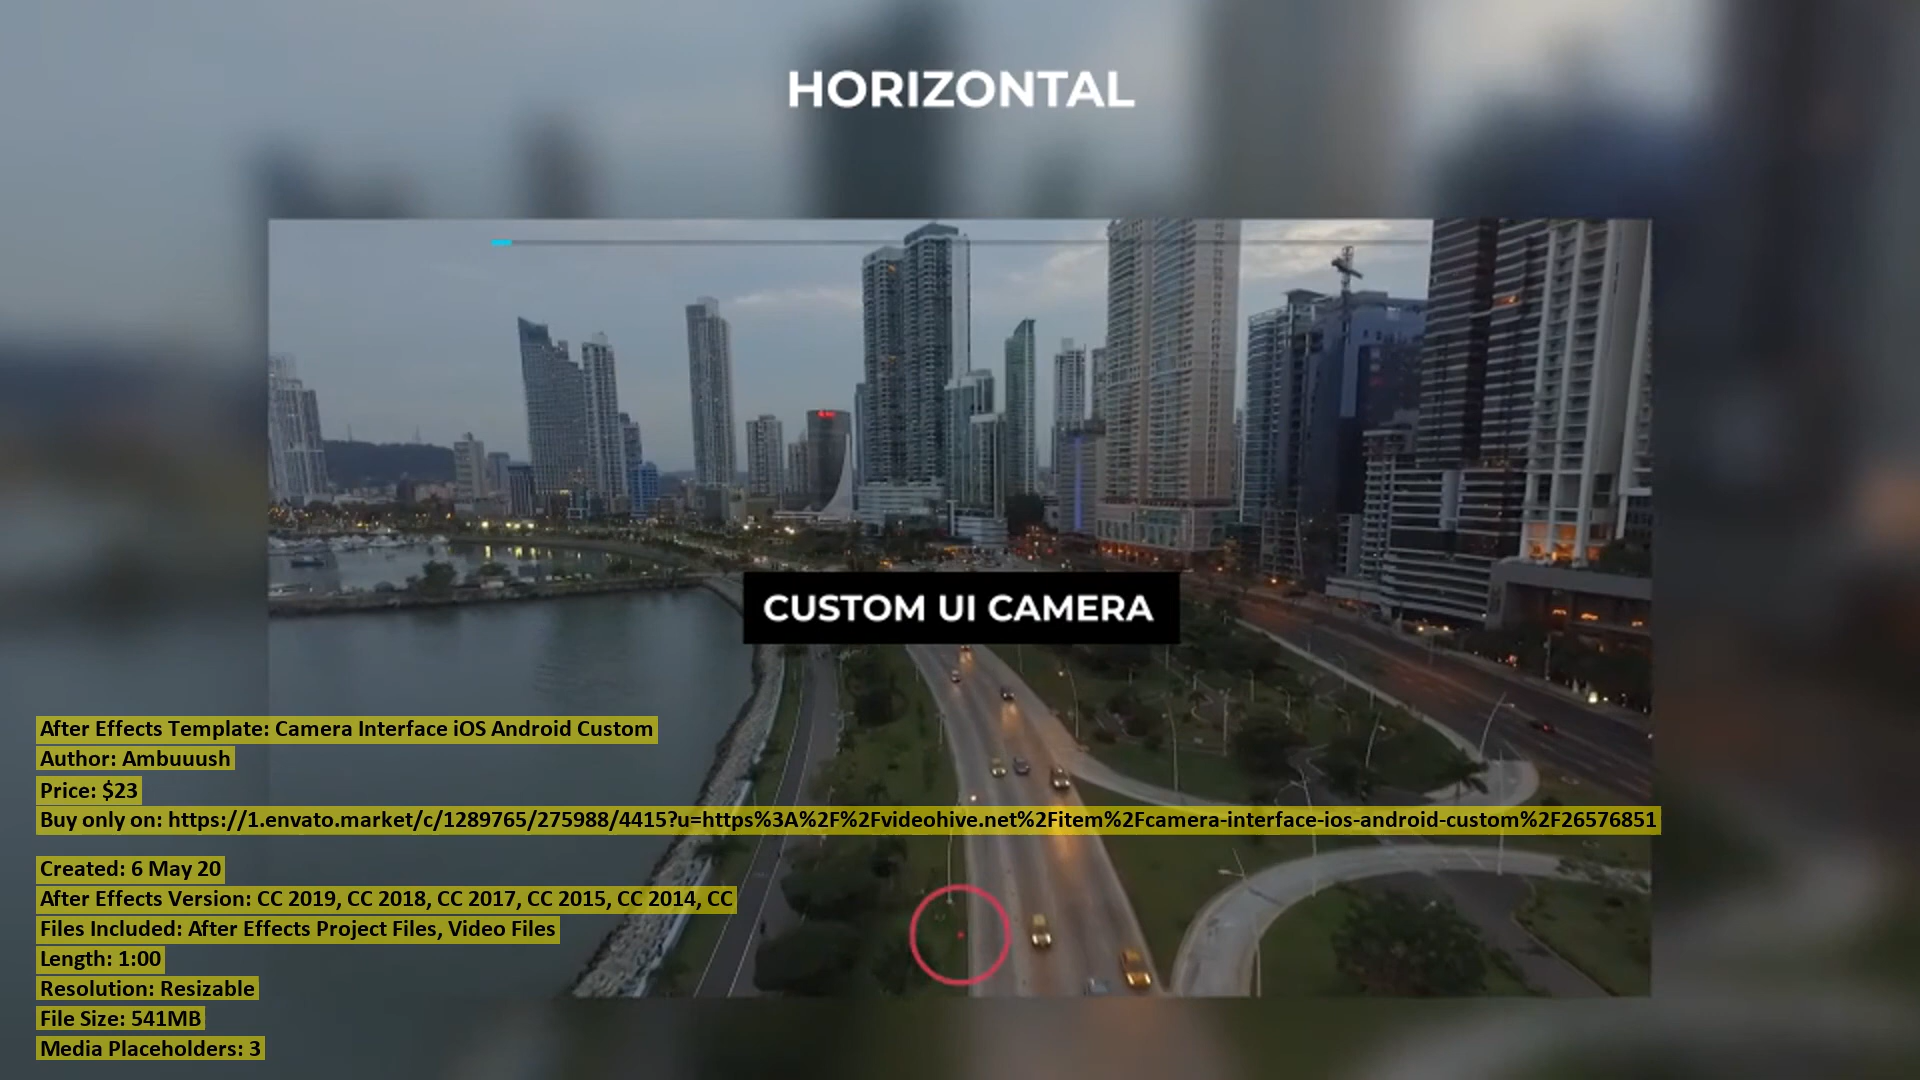 HORIZONTAL
CUSTOM UI CAMERA
After Effects Template: Camera Interface iOS Android Custom
Author: Ambuuush
Price: $23
Buy only on: https://1.envato.market/c/1289765/275988/4415?u=https%3A%2F%2Fvideohive.net%2Fitem%2Fcamera-interface-ios-android-custom%2F26576851
Created: 6 May 20
After Effects Version: CC 2019, CC 2018, CC 2017, CC 2015, CC 2014, CC
Files Included: After Effects Project Files, Video Files
Length: 1:00
Resolution: Resizable
File Size: 541MB
Media Placeholders: 3